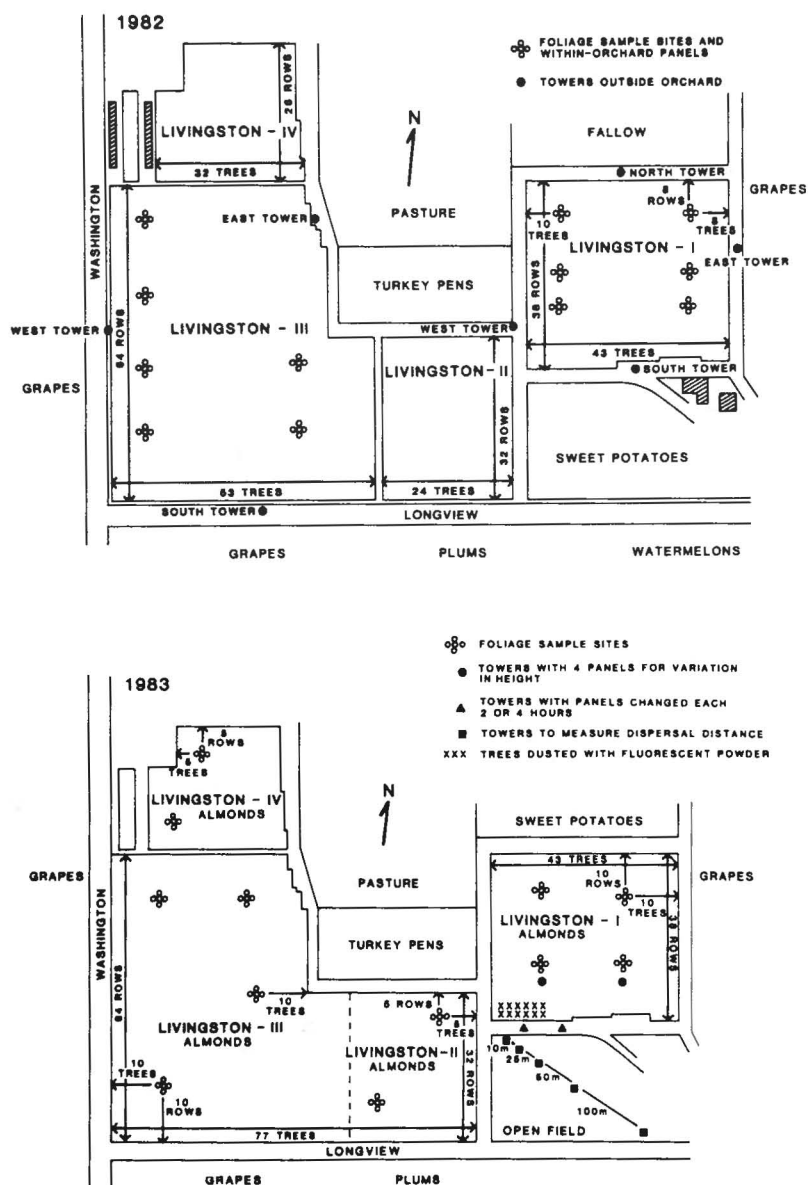 1982
FOLIAGE SAMPLE SITES AND
WITHIN-ORCHARD PANELS
TOWERS OUTSIDE ORCHARD
26 ROWS
LIVINGSTON - IV
32 TREES
N
FALLOW
NORTH TOWER
GRAPES
WASHINGTON
EAST TOWER
PASTURE
8
ROWS
10
TREES
8
TREES
LIVINGSTON - I
EAST TOWER
38 ROWS
TURKEY PENS
WEST TOWER
64 ROWS
LIVINGSTON - III
WEST TOWER
43 TREES
SOUTH TOWER
GRAPES
LIVINGSTON - II
32 ROWS
SWEET POTATOES
53 TREES
24 TREES
SOUTH TOWER
LONGVIEW
GRAPES
PLUMS
WATERMELONS
1983
FOLIAGE SAMPLE SITES
TOWERS WITH 4 PANELS FOR VARIATION
IN HEIGHT
TOWERS WITH PANELS CHANGED EACH
2 OR 4 HOURS
TOWERS TO MEASURE DISPERSAL DISTANCE
XXX TREES DUSTED WITH FLUORESCENT POWDER
5
ROWS
5
TREES
LIVINGSTON - IV
ALMONDS
N
SWEET POTATOES
GRAPES
WASHINGTON
PASTURE
43 TREES
10
ROWS
10
TREES
GRAPES
LIVINGSTON - I
ALMONDS
38 ROWS
TURKEY PENS
64 ROWS
10
TREES
5 ROWS
5
TREES
XXXXXX
XXXXXX
LIVINGSTON - III
ALMONDS
LIVINGSTON - II
ALMONDS
32 ROWS
10m
25m
50m
100m
10
TREES
10
ROWS
77 TREES
OPEN FIELD
LONGVIEW
GRAPES
PLUMS